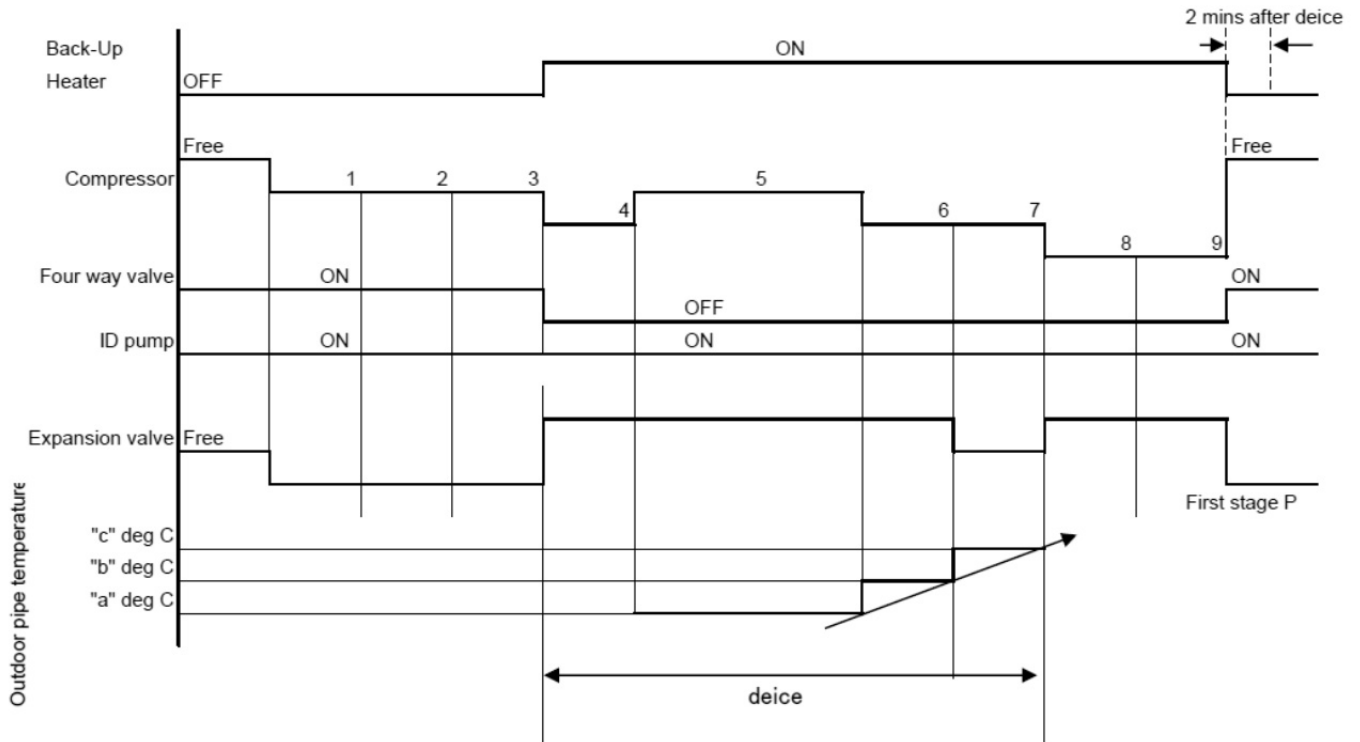 2 mins after deice
Back-Up
Heater
OFF
ON
Free
Free
Compressor
1
2
3
4
5
6
7
8
9
Four way valve
ON
OFF
ON
ID pump
ON
ON
ON
Expansion valve
Free
First stage P
Outdoor pipe temperature
"c" deg C
"b" deg C
"a" deg C
deice